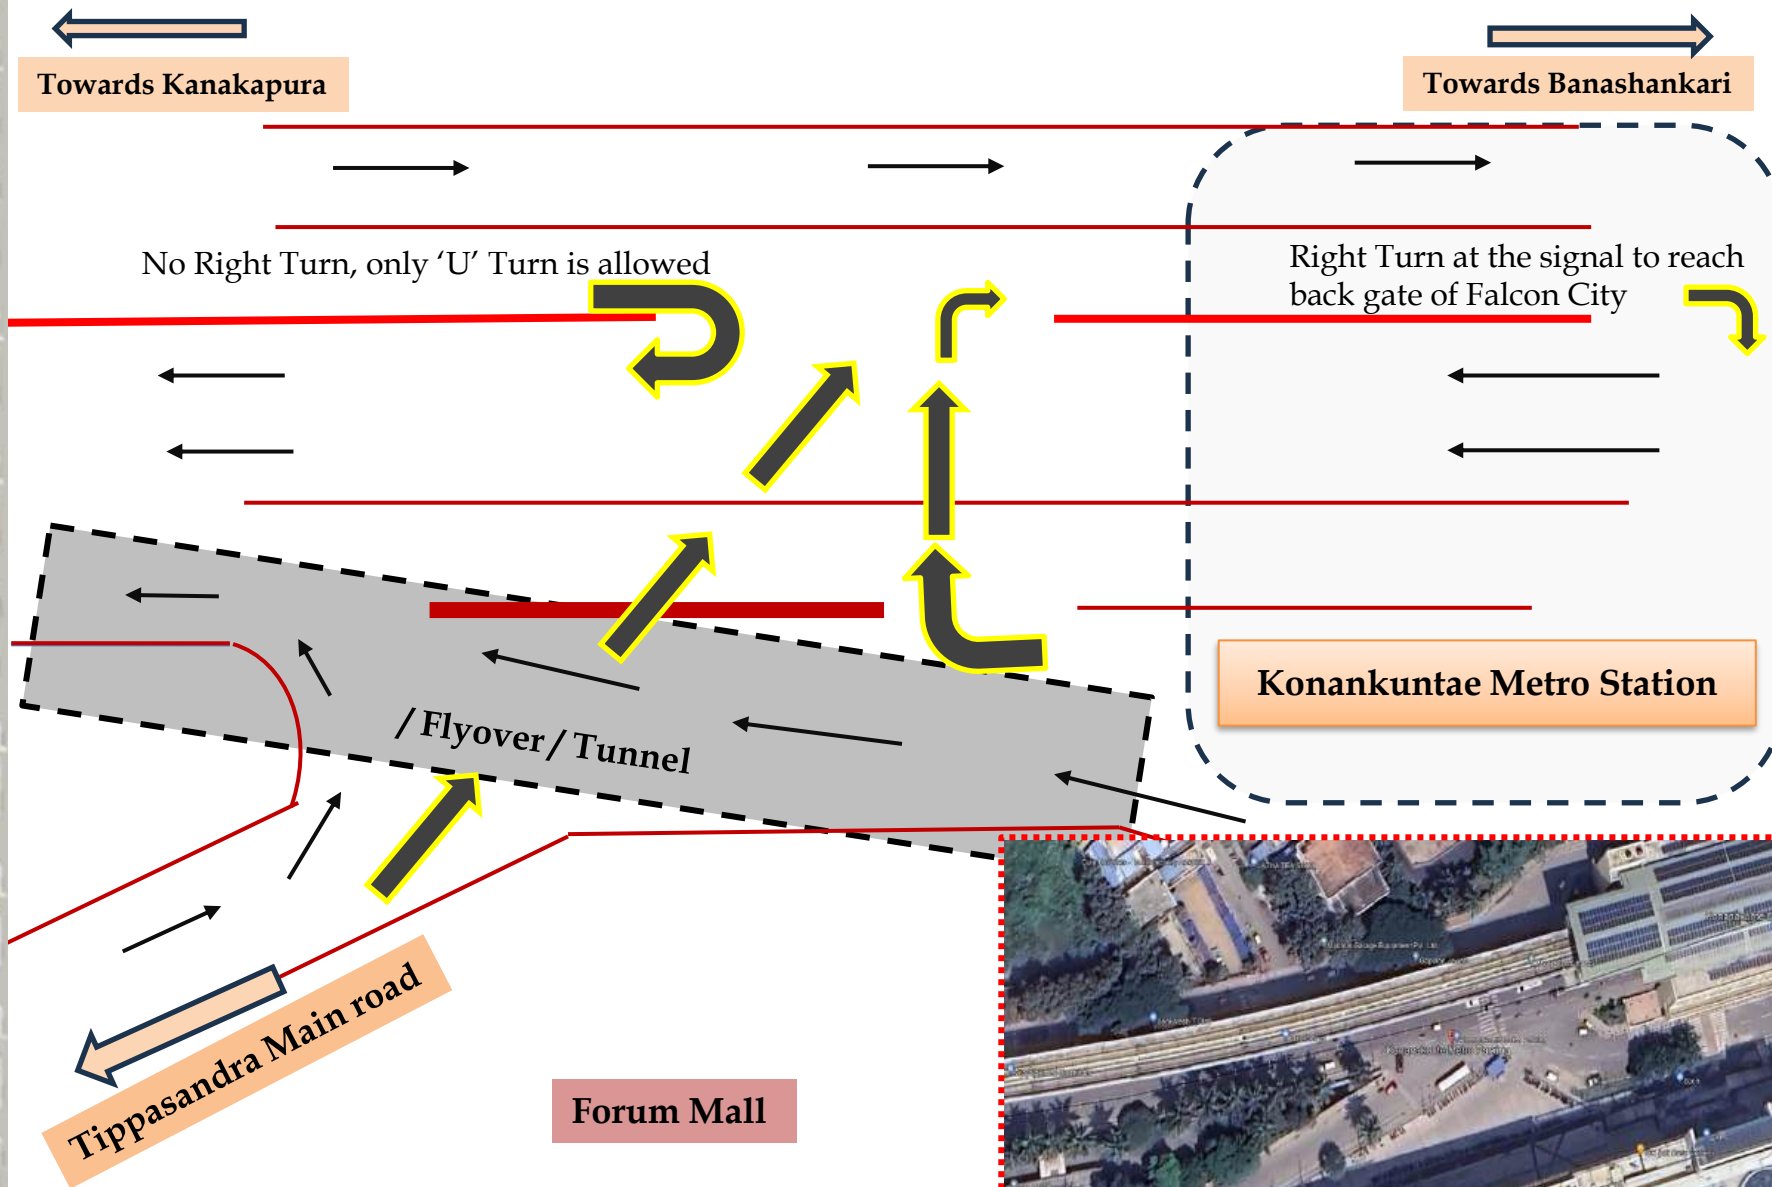 Towards Kanakapura
Towards Banashankari
No Right Turn, only ‘U’ Turn is allowed
Right Turn at the signal to reach
back gate of Falcon City
Konankuntae Metro Station
/ Flyover/ Tunnel
Tippasandra Main road
Forum Mall